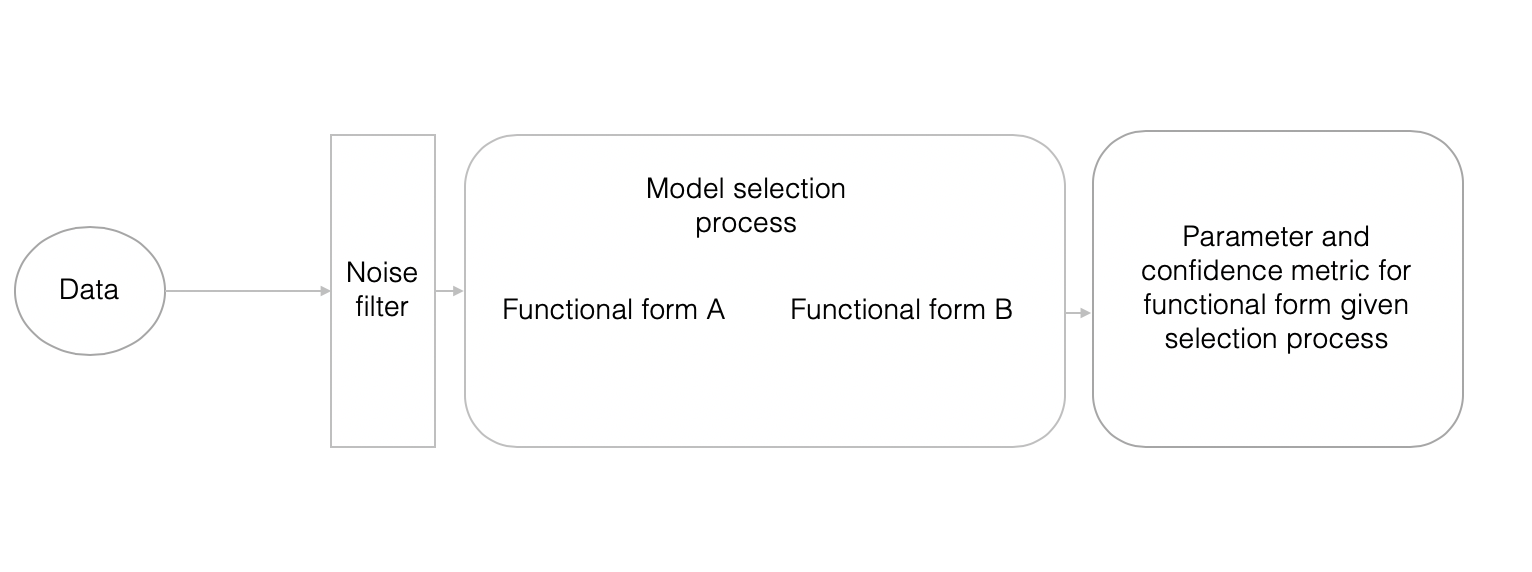 Data
Noise
filter
Model selection
process
Functional form A
Functional form B
Parameter and
confidence metric for
functional form given
selection process